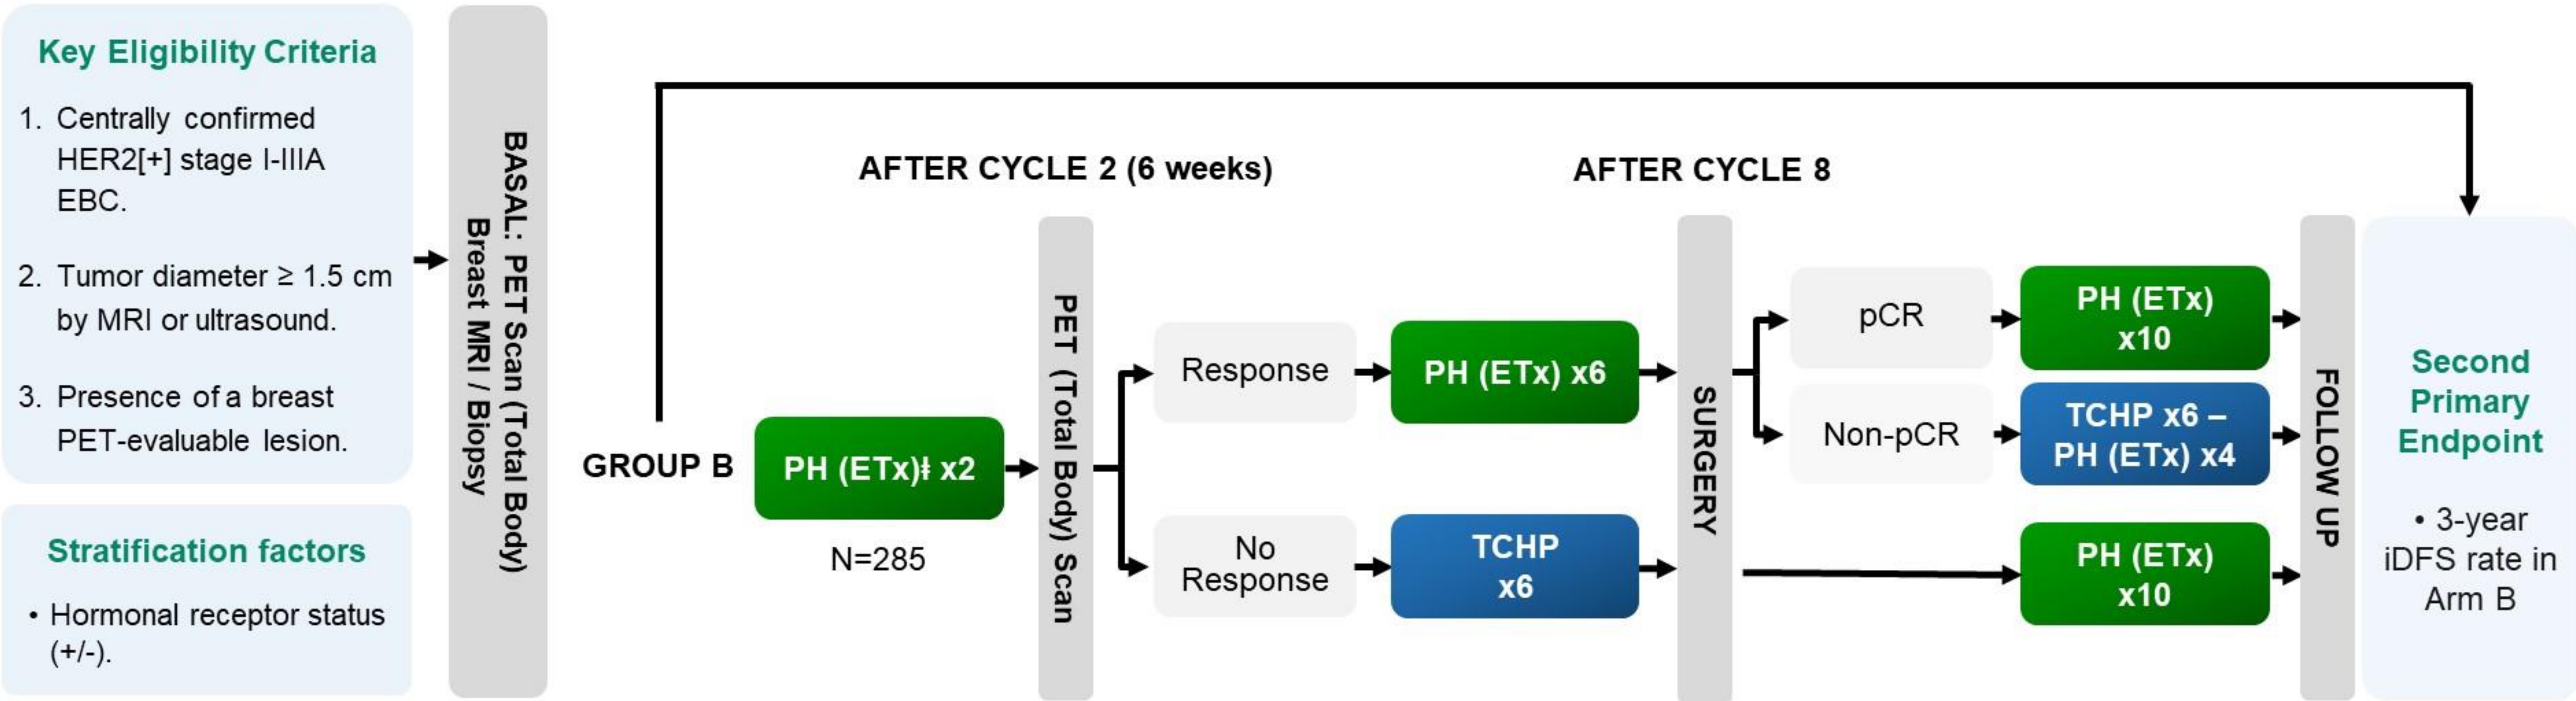 Key Eligibility Criteria
1. Centrally confirmed
HER2[+] stage I-IIIA
EBC.
2. Tumor diameter ≥ 1.5 cm
by MRI or ultrasound.
3. Presence of a breast
PET-evaluable lesion.
Stratification factors
• Hormonal receptor status
(+/-).
BASAL: PET Scan (Total Body)
Breast MRI / Biopsy
GROUP B
PH (ETx)ǂ x2
N=285
AFTER CYCLE 2 (6 weeks)
PET (Total Body) Scan
Response
PH (ETx) x6
No
Response
TCHP
x6
AFTER CYCLE 8
SURGERY
pCR
PH (ETx)
x10
Non-pCR
TCHP x6 –
PH (ETx) x4
PH (ETx)
x10
FOLLOW UP
Second
Primary
Endpoint
• 3-year
iDFS rate in
Arm B